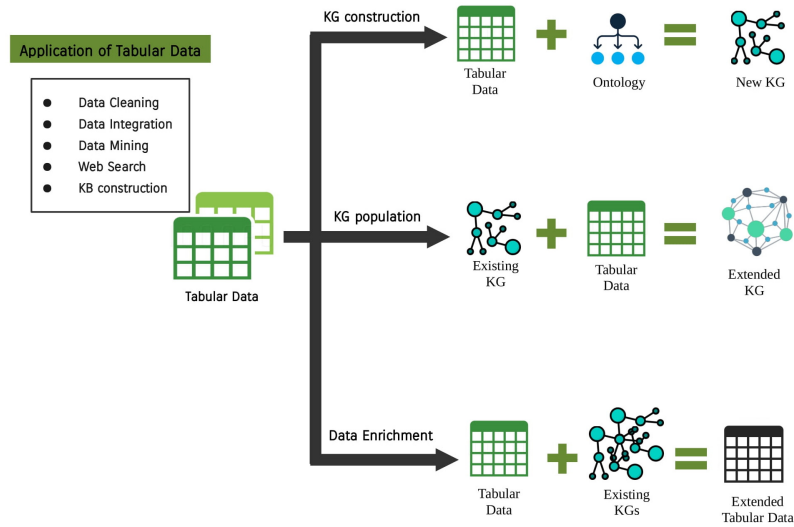 Application of Tabular Data
Data Cleaning
Data Integration
Data Mining
Web Search
KB construction
Tabular Data
KG construction
Tabular
Data
Ontology
New KG
KG population
Existing
KG
Tabular
Data
Extended
KG
Data Enrichment
Tabular
Data
Existing
KGs
Extended
Tabular Data